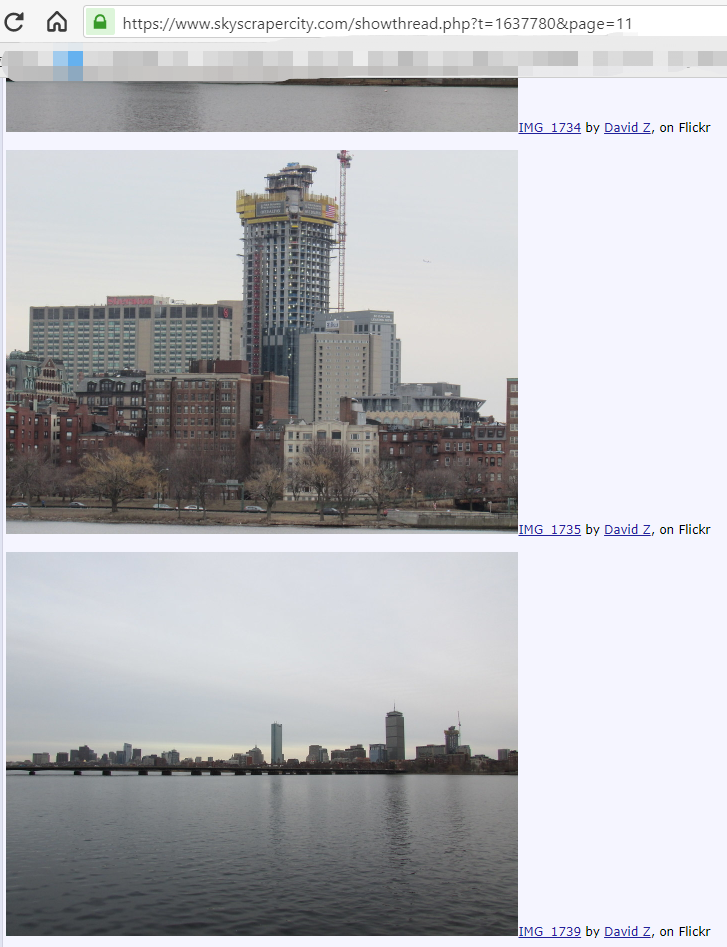 https://www.skyscrapercity.com/showthread.php?t=1637780&page=11
IMG_1734 by David Z, on Flickr
IMG_1735 by David Z, on Flickr
IMG_1739 by David Z, on Flickr